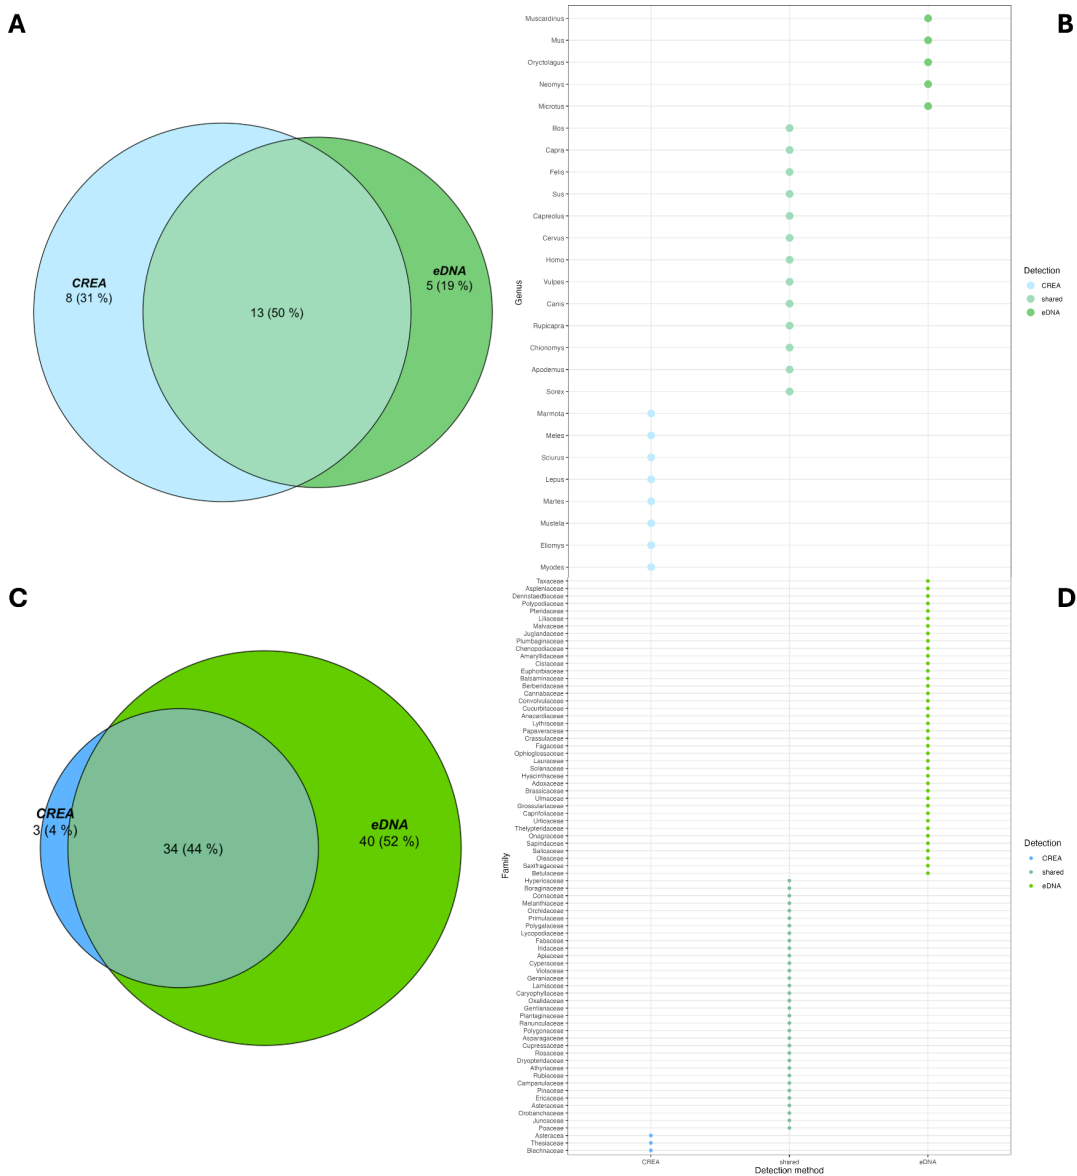 A
B
CREA
8 (31 %)
13 (50 %)
eDNA
5 (19 %)
Genus
Muscardinus
Mus
Oryctolagus
Neomys
Microtus
Bos
Capra
Felis
Sus
Capreolus
Cervus
Homo
Vulpes
Canis
Rupicapra
Chionomys
Apodemus
Sorex
Marmota
Meles
Sciurus
Lepus
Martes
Mustela
Eliomys
Myodes
Detection
CREA
shared
eDNA
C
D
CREA
3 (4 %)
34 (44 %)
eDNA
40 (52 %)
Family
Taxaceae
Aspleniaceae
Dennstaedtiaceae
Polypodiaceae
Pteridaceae
Liliaceae
Malvaceae
Juglandaceae
Plumbaginaceae
Chenopodiaceae
Amaryllidaceae
Cistaceae
Euphorbiaceae
Balsaminaceae
Berberidaceae
Cannabaceae
Convolvulaceae
Cucurbitaceae
Anacardiaceae
Lythraceae
Papaveraceae
Crassulaceae
Fagaceae
Ophioglossaceae
Lauraceae
Solanaceae
Hyacinthaceae
Adoxaceae
Brassicaceae
Ulmaceae
Grossulariaceae
Caprifoliaceae
Urticaceae
Thelypteridaceae
Onagraceae
Sapindaceae
Salicaceae
Oleaceae
Saxifragaceae
Betulaceae
Hypericaceae
Boraginaceae
Cornaceae
Melanthiaceae
Orchidaceae
Primulaceae
Polygalaceae
Lycopodiaceae
Fabaceae
Iridaceae
Apiaceae
Cyperaceae
Violaceae
Geraniaceae
Lamiaceae
Caryophyllaceae
Oxalidaceae
Gentianaceae
Plantaginaceae
Ranunculaceae
Polygonaceae
Asparagaceae
Cupressaceae
Rosaceae
Dryopteridaceae
Athyriaceae
Rubiaceae
Campanulaceae
Pinaceae
Ericaceae
Asteraceae
Orobanchaceae
Juncaceae
Poaceae
Asteracea
Thesiaceae
Blechnaceae
CREA
shared
eDNA
Detection method
Detection
CREA
shared
eDNA